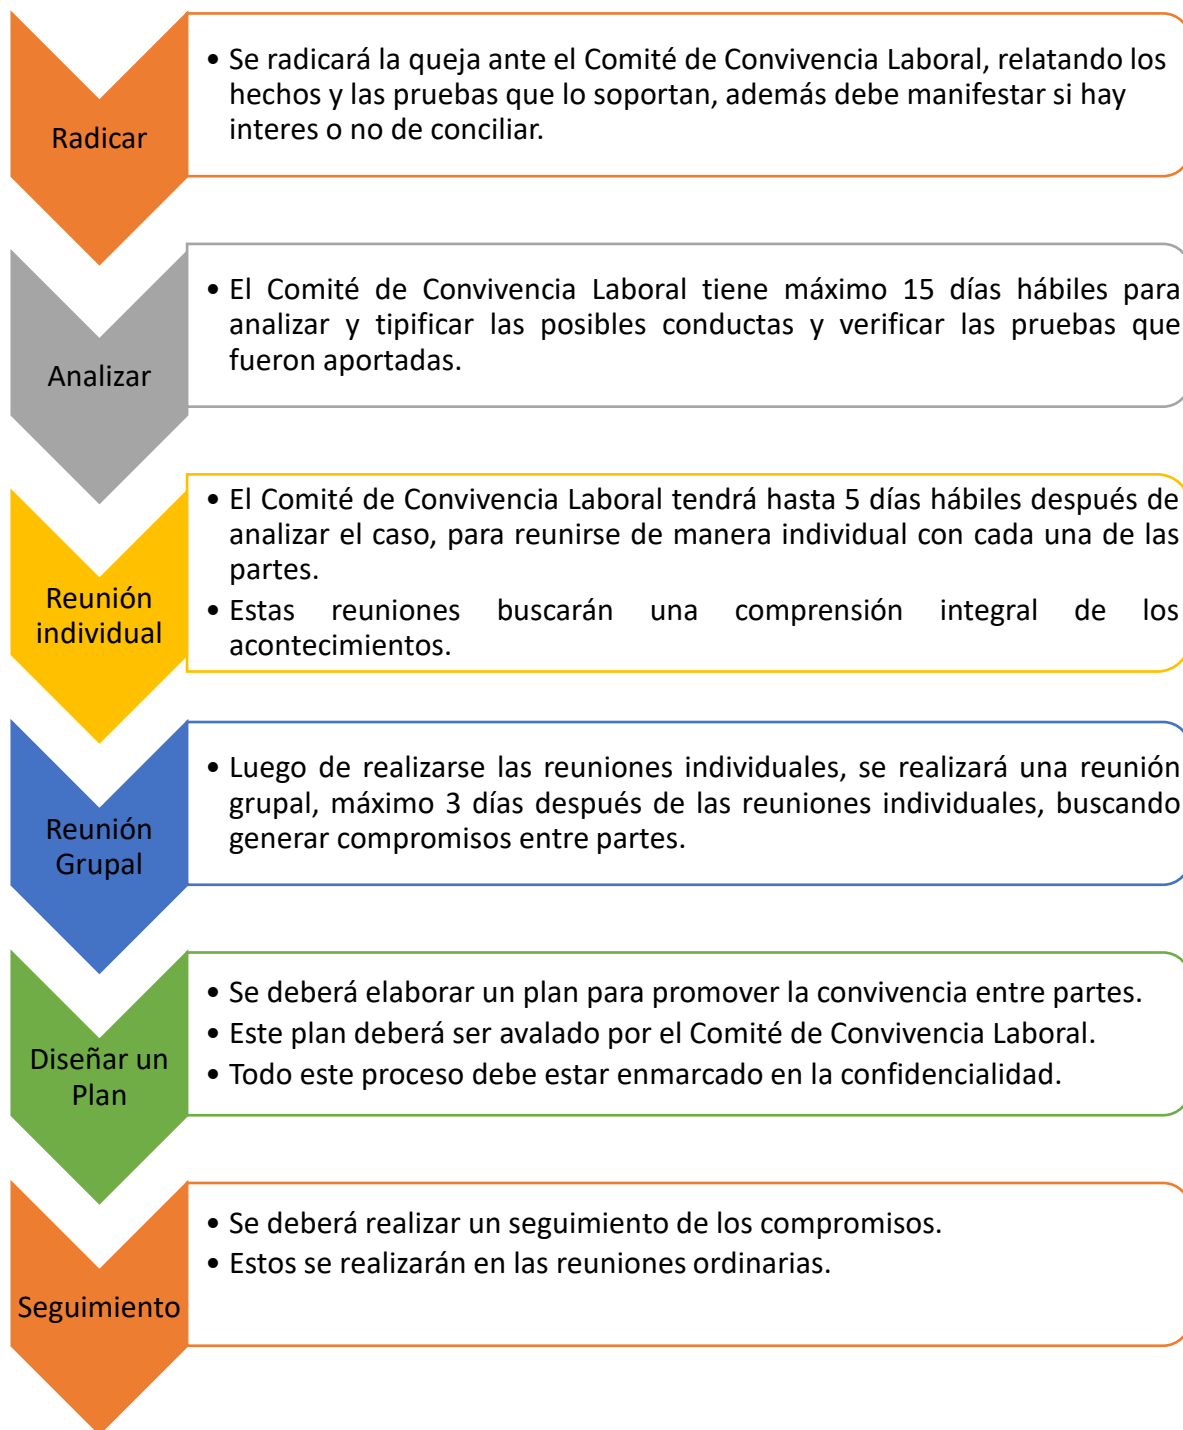 Radicar
• Se radicará la queja ante el Comité de Convivencia Laboral, relatando los
hechos y las pruebas que lo soportan, además debe manifestar si hay
interes o no de conciliar.
Analizar
• El Comité de Convivencia Laboral tiene máximo 15 días hábiles para
analizar y tipificar las posibles conductas y verificar las pruebas que
fueron aportadas.
Reunión
individual
• El Comité de Convivencia Laboral tendrá hasta 5 días hábiles después de
analizar el caso, para reunirse de manera individual con cada una de las
partes.
• Estas reuniones buscarán una comprensión integral de los
acontecimientos.
Reunión
Grupal
• Luego de realizarse las reuniones individuales, se realizará una reunión
grupal, máximo 3 días después de las reuniones individuales, buscando
generar compromisos entre partes.
Diseñar un
Plan
• Se deberá elaborar un plan para promover la convivencia entre partes.
• Este plan deberá ser avalado por el Comité de Convivencia Laboral.
• Todo este proceso debe estar enmarcado en la confidencialidad.
Seguimiento
• Se deberá realizar un seguimiento de los compromisos.
• Estos se realizarán en las reuniones ordinarias.